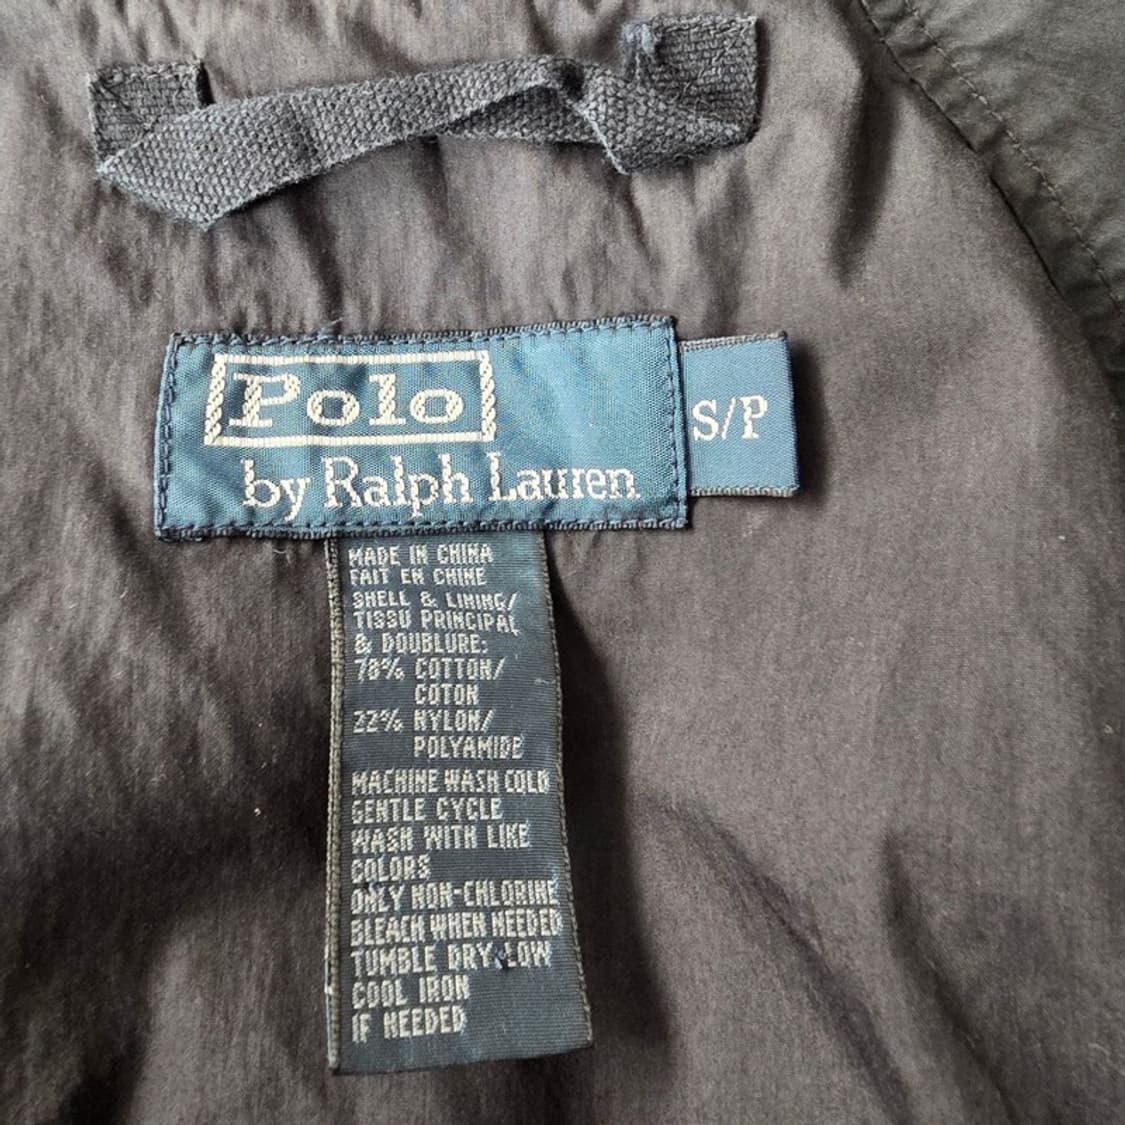 Polo
by Ralph Lauren
S/P
MADE IN CHINA
FAIT EN CHINE
SHELL & LINING/
TISSU PRINCIPAL
& DOUBLURE:
78% COTTON/
COTON
22% NYLON/
POLYAMIDE
MACHINE WASH COLD
GENTLE CYCLE
WASH WITH LIKE
COLORS
ONLY NON-CHLORINE
BLEACH WHEN NEEDED
TUMBLE DRY LOW
COOL IRON
IF NEEDED